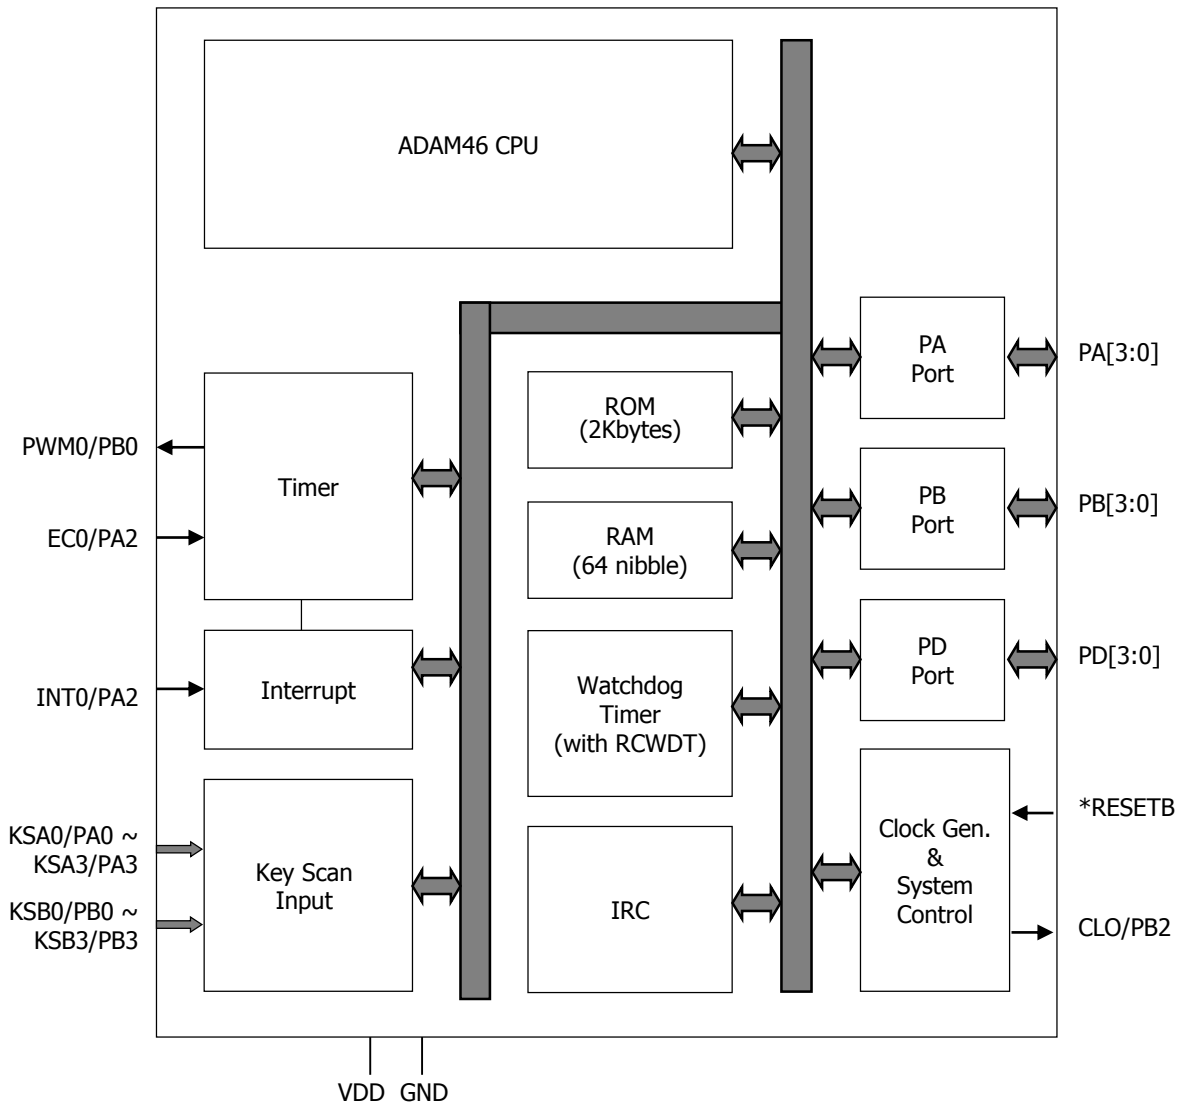 ADAM46 CPU
PWM0/PB0
EC0/PA2
Timer
INT0/PA2
Interrupt
KSA0/PA0 ~
KSA3/PA3
KSB0/PB0 ~
KSB3/PB3
Key Scan
Input
ROM
(2Kbytes)
RAM
(64 nibble)
Watchdog
Timer
(with RCWDT)
IRC
PA
Port
PA[3:0]
PB
Port
PB[3:0]
PD
Port
PD[3:0]
Clock Gen.
&
System
Control
*RESETB
CLO/PB2
VDD GND